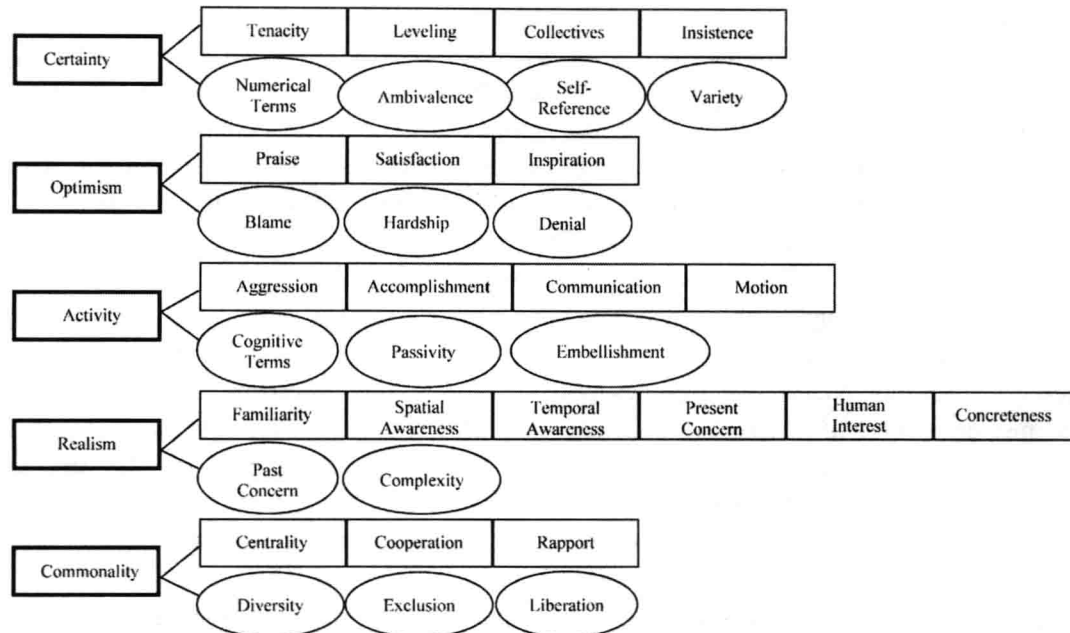 Certainty
Tenacity
Leveling
Collectives
Insistence
Numerical
Terms
Ambivalence
Self-
Reference
Variety
Optimism
Praise
Satisfaction
Inspiration
Blame
Hardship
Denial
Activity
Aggression
Accomplishment
Communication
Motion
Cognitive
Terms
Passivity
Embellishment
Realism
Familiarity
Spatial
Awareness
Temporal
Awareness
Present
Concern
Human
Interest
Concreteness
Past
Concern
Complexity
Commonality
Centrality
Cooperation
Rapport
Diversity
Exclusion
Liberation